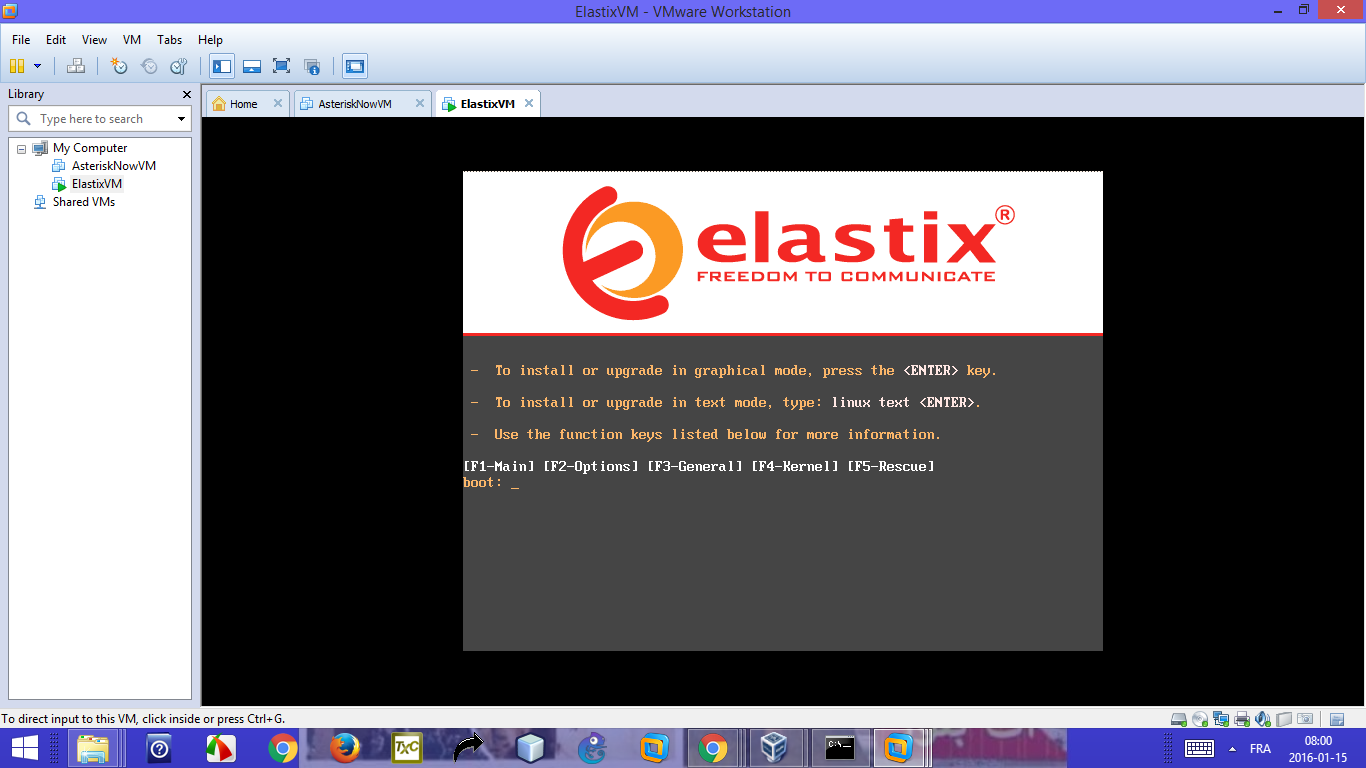 ElastixVM - VMware Workstation
File Edit View VM Tabs Help
Library
Type here to search
My Computer
AsteriskNowVM
ElastixVM
Shared VMs
Home AsteriskNowVM ElastixVM
elastix®
FREEDOM TO COMMUNICATE
- To install or upgrade in graphical mode, press the <ENTER> key.
- To install or upgrade in text mode, type: linux text <ENTER>.
- Use the function keys listed below for more information.
[F1-Main] [F2-Options] [F3-General] [F4-Kernel] [F5-Rescue]
boot: _
To direct input to this VM, click inside or press Ctrl+G.
TXC
C:\_
FRA
08:00
2016-01-15